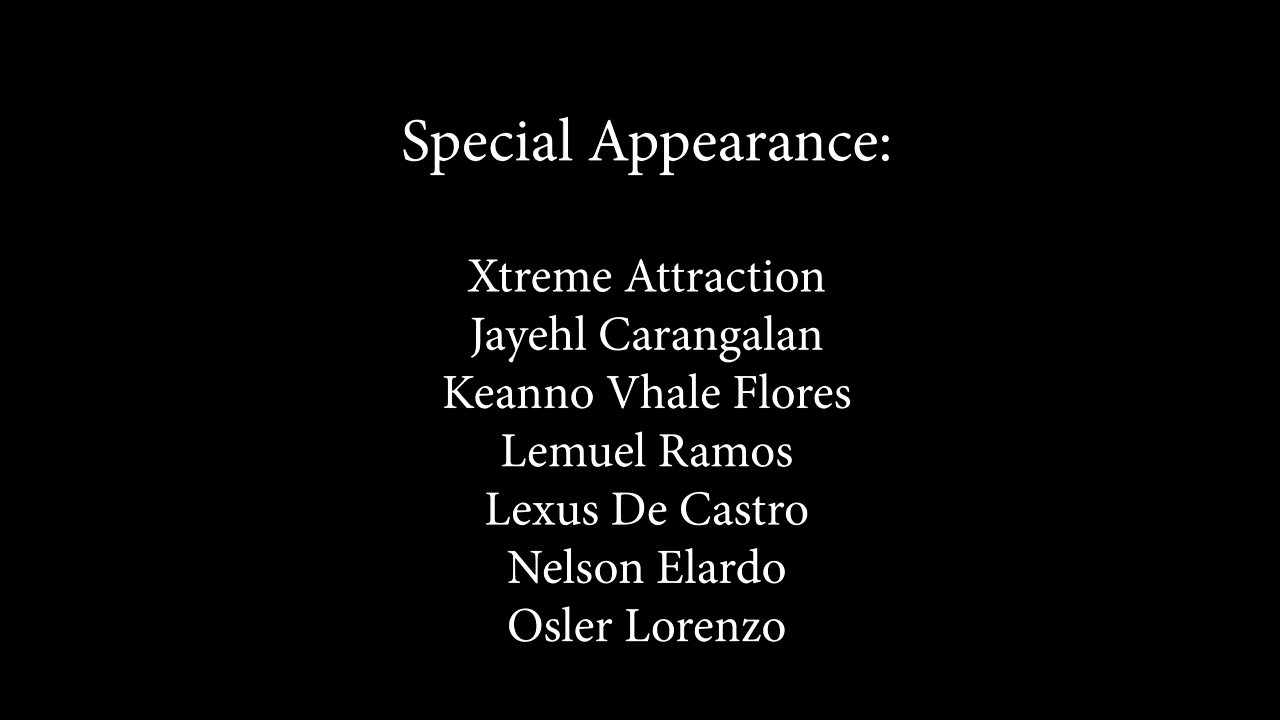 Special Appearance:
Xtreme Attraction
Jayehl Carangalan
Keanno Vhale Flores
Lemuel Ramos
Lexus De Castro
Nelson Elardo
Osler Lorenzo